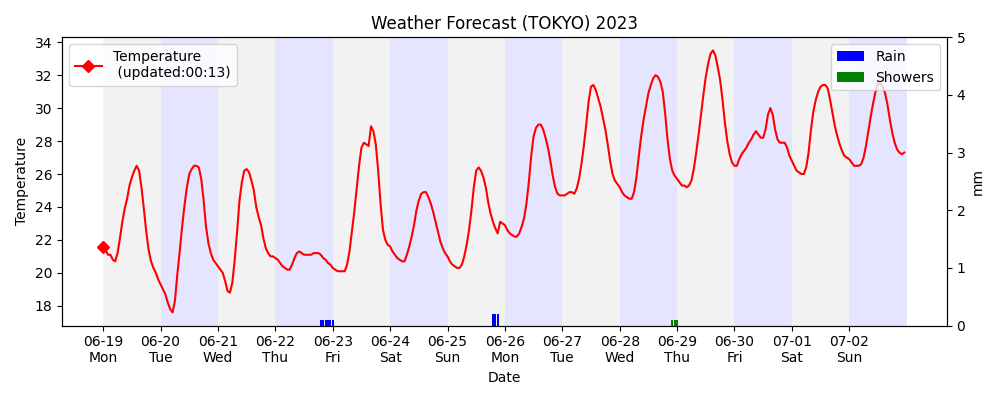 Weather Forecast (TOKYO) 2023
Temperature
(updated:00:13)
Rain
Showers
34
32
30
28
26
24
22
20
18
Temperature
5
4
3
2
1
0
mm
06-19 06-20 06-21 06-22 06-23 06-24 06-25 06-26 06-27 06-28 06-29 06-30 07-01 07-02
Mon Tue Wed Thu Fri Sat Sun Mon Tue Wed Thu Fri Sat Sun
Date